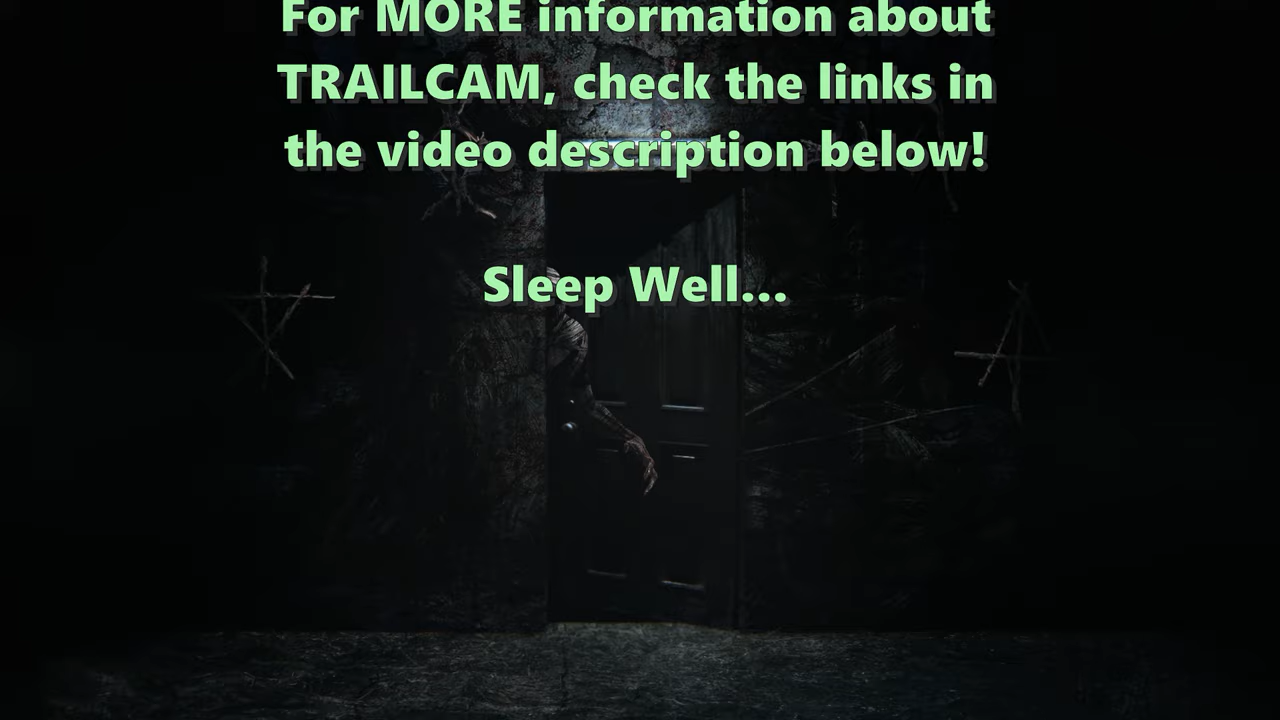 For MORE information about
TRAILCAM, check the links in
the video description below!
Sleep Well...